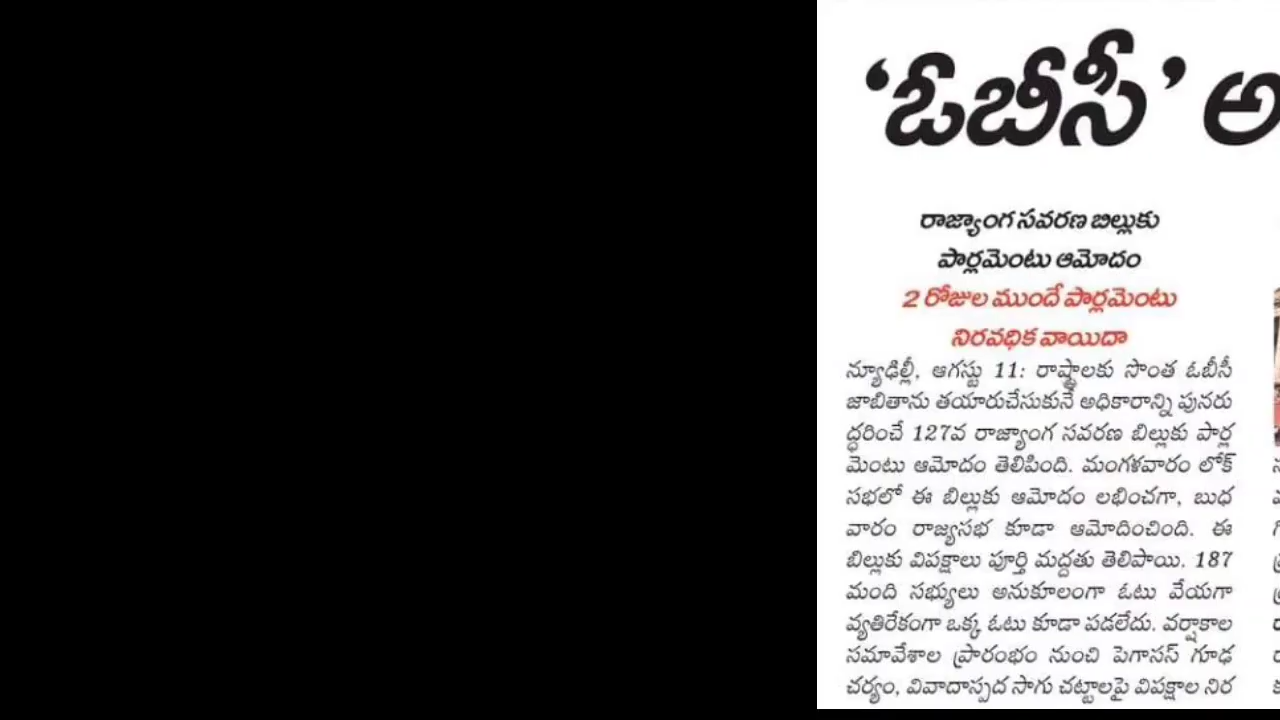 ‘ఓబీసీ’ అ
రాజ్యాంగ సవరణ బిల్లుకు
పార్లమెంటు ఆమోదం
2 రోజుల ముందే పార్లమెంటు
నిరవధిక వాయిదా
న్యూఢిల్లీ, ఆగస్టు 11: రాష్ట్రాలకు సొంత ఓబీసీ
జాబితాను తయారుచేసుకునే అధికారాన్ని పునరు
ద్ధరించే 127వ రాజ్యాంగ సవరణ బిల్లుకు పార్ల
మెంటు ఆమోదం తెలిపింది. మంగళవారం లోక్
సభలో ఈ బిల్లుకు ఆమోదం లభించగా, బుధ
వారం రాజ్యసభ కూడా ఆమోదించింది. ఈ
బిల్లుకు విపక్షాలు పూర్తి మద్దతు తెలిపాయి. 187
మంది సభ్యులు అనుకూలంగా ఓటు వేయగా
వ్యతిరేకంగా ఒక్క ఓటు కూడా పడలేదు. వర్షాకాల
సమావేశాల ప్రారంభం నుంచి పెగాసస్ గూఢ
చర్యం, వివాదాస్పద సాగు చట్టాలపై విపక్షాల నిర